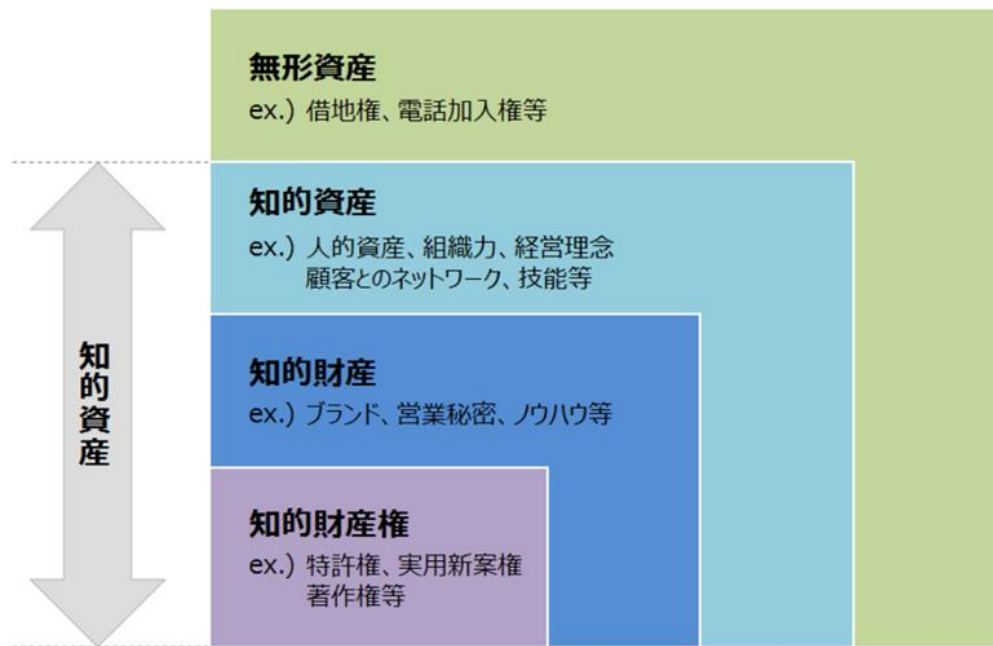 無形資産
ex.) 借地権、電話加入権等
知的資産
ex.) 人的資産、組織力、経営理念
顧客とのネットワーク、技能等
知的財産
ex.) ブランド、営業秘密、ノウハウ等
知的財産権
ex.) 特許権、実用新案権
著作権等
知的資産